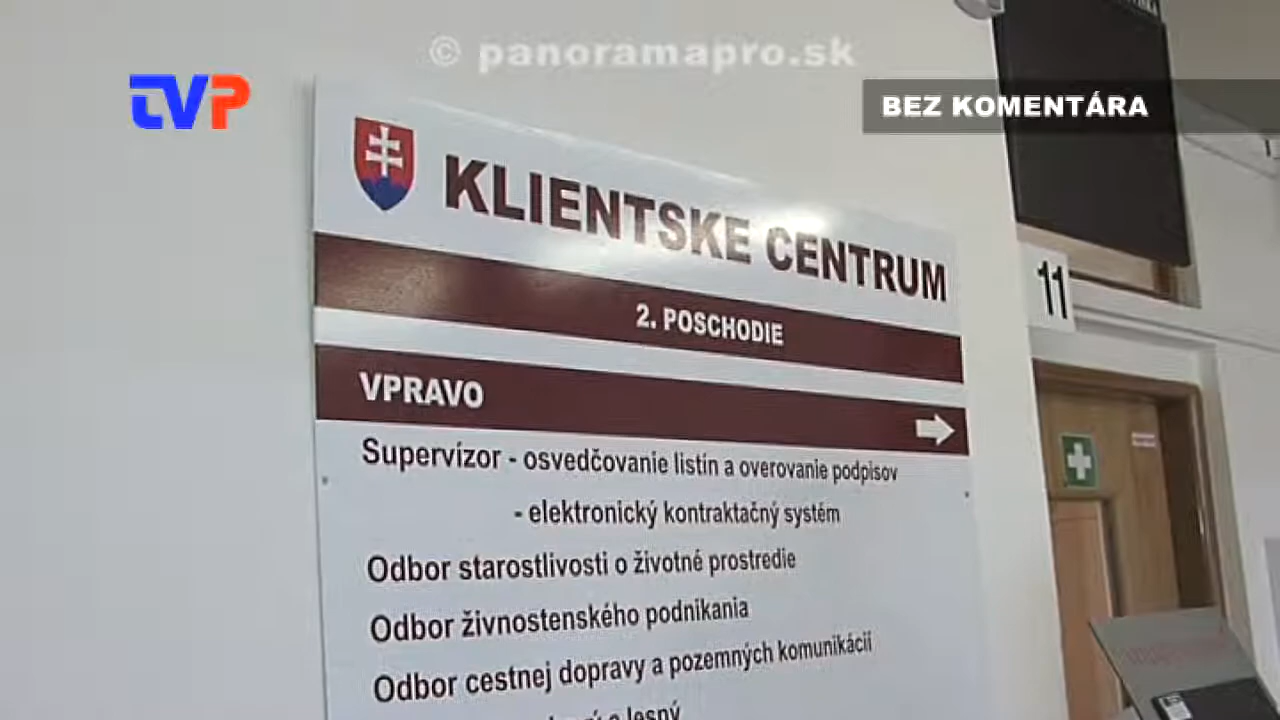 © panoramapro.sk
TVP
BEZ KOMENTÁRA
KLIENTSKE CENTRUM
2. POSCHODIE
VPRAVO
11
Supervízor - osvedčovanie listín a overovanie podpisov
- elektronický kontraktačný systém
Odbor starostlivosti o životné prostredie
Odbor živnostenského podnikania
Odbor cestnej dopravy a pozemných komunikácií
a lesný